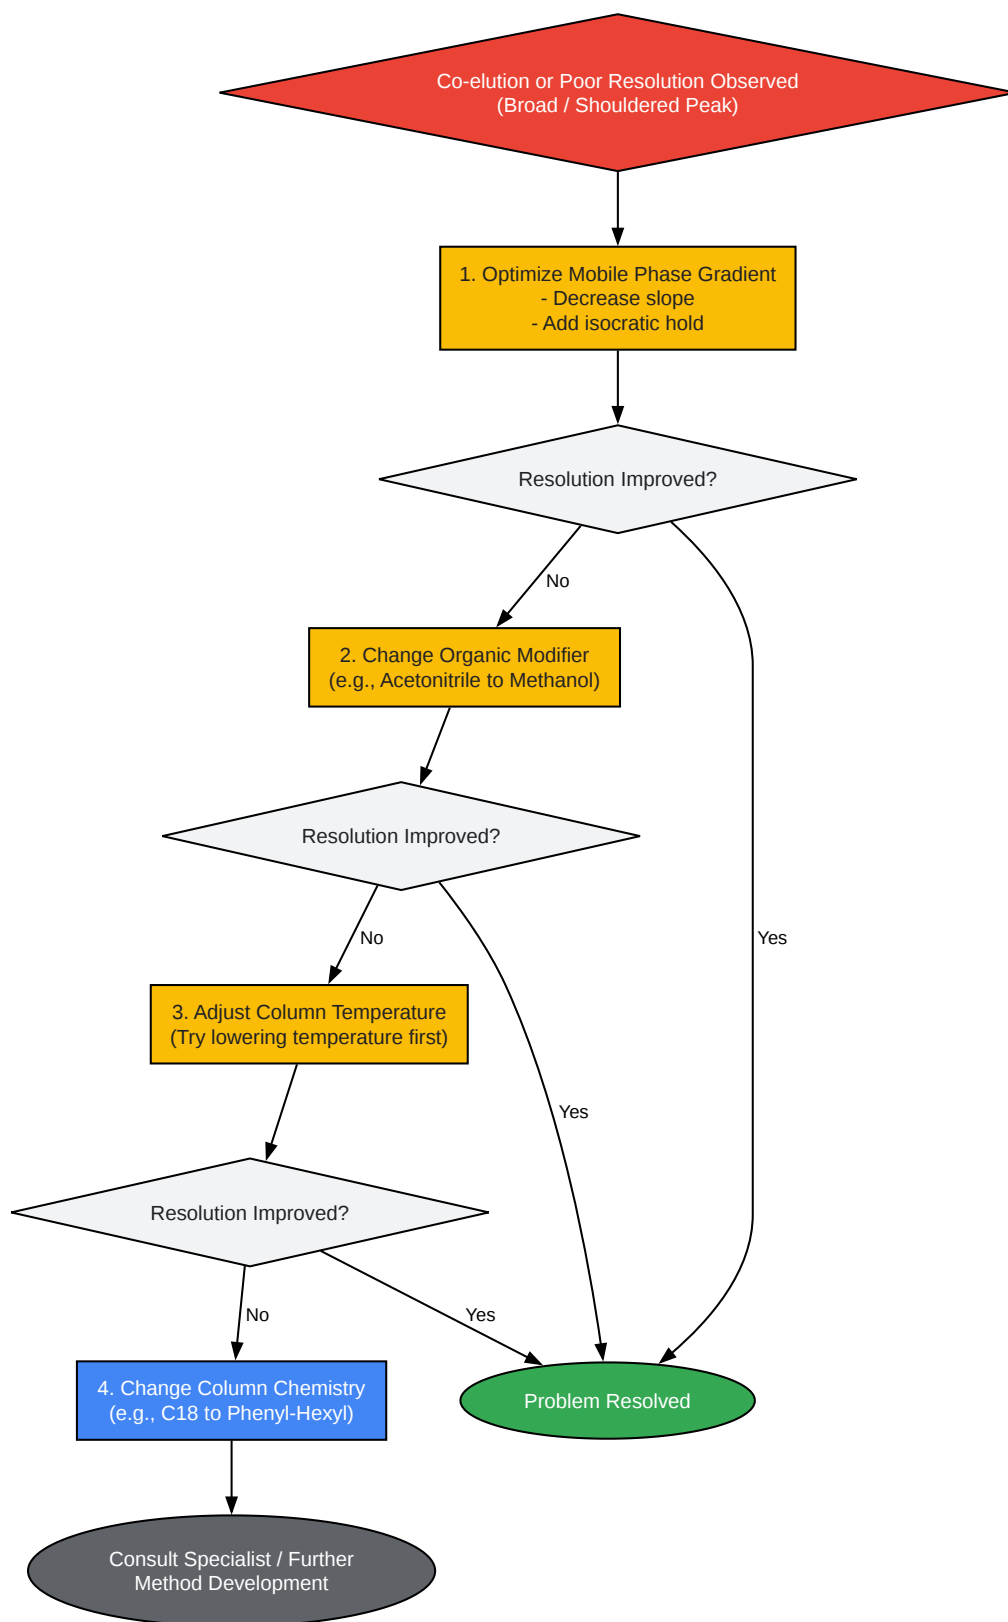 Co-elution or Poor Resolution Observed
(Broad / Shouldered Peak)
1. Optimize Mobile Phase Gradient
- Decrease slope
- Add isocratic hold
Resolution Improved?
No
2. Change Organic Modifier
(e.g., Acetonitrile to Methanol)
Resolution Improved?
No
Yes
3. Adjust Column Temperature
(Try lowering temperature first)
Yes
Resolution Improved?
No
Yes
4. Change Column Chemistry
(e.g., C18 to Phenyl-Hexyl)
Problem Resolved
Consult Specialist / Further
Method Development